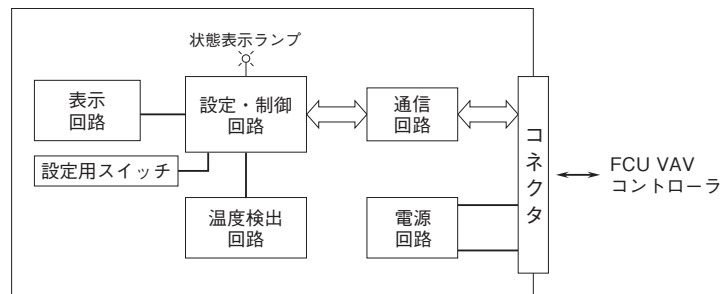 状態表示ランプ
表示
回路
設定・制御
回路
通信
回路
設定用スイッチ
温度検出
回路
電源
回路
コネクタ
FCU VAV
コントローラ